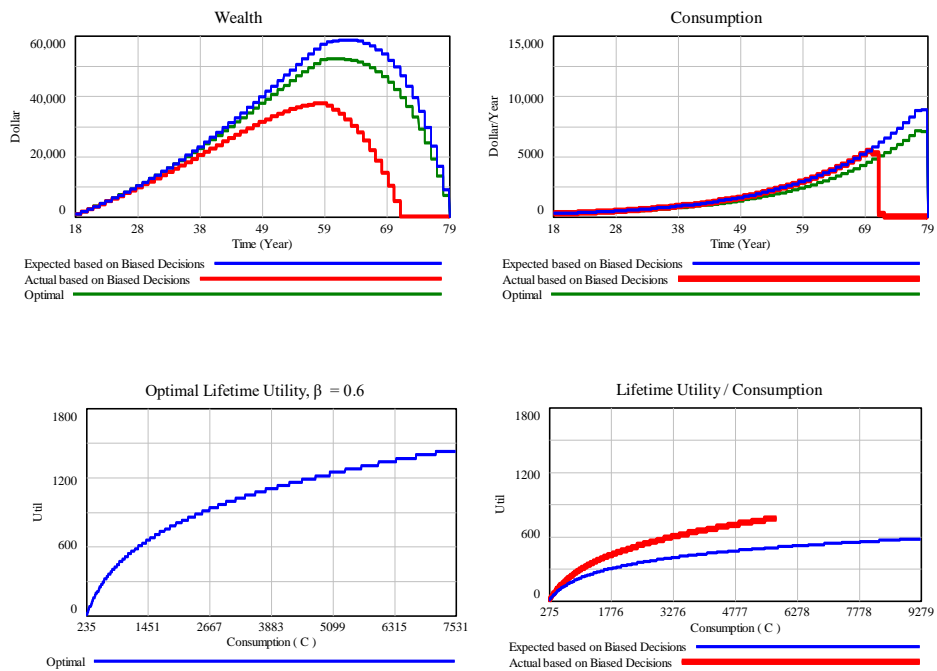 Wealth
60,000
40,000
20,000
0
Dollar
18 28 38 49 59 69 79
Time (Year)
Expected based on Biased Decisions
Actual based on Biased Decisions
Optimal
Consumption
15,000
10,000
5000
0
Dollar/Year
18 28 38 49 59 69 79
Time (Year)
Expected based on Biased Decisions
Actual based on Biased Decisions
Optimal
Optimal Lifetime Utility, β = 0.6
1800
1200
600
0
Util
235 1451 2667 3883 5099 6315 7531
Consumption ( C )
Optimal
Lifetime Utility / Consumption
1800
1200
600
0
Util
275 1776 3276 4777 6278 7778 9279
Consumption ( C )
Expected based on Biased Decisions
Actual based on Biased Decisions